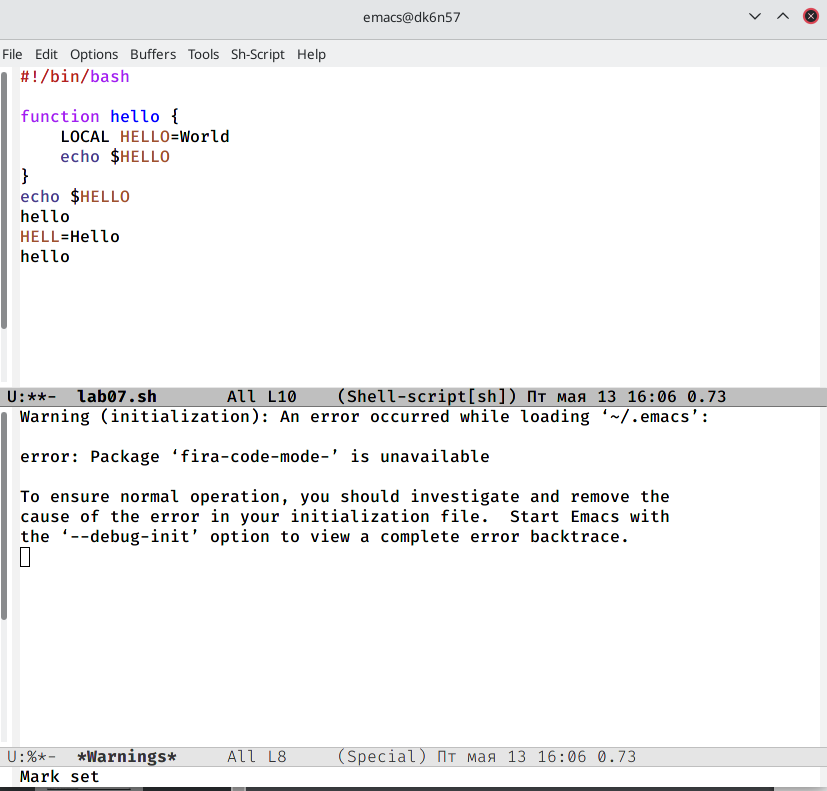 emacs@dk6n57
File Edit Options Buffers Tools Sh-Script Help
#!/bin/bash
function hello {
    LOCAL HELLO=World
    echo $HELLO
}
echo $HELLO
hello
HELL=Hello
hello
U:**-  lab07.sh       All L10    (Shell-script[sh]) Пт мая 13 16:06 0.73
Warning (initialization): An error occurred while loading ‘~/.emacs’:
error: Package ‘fira-code-mode-’ is unavailable
To ensure normal operation, you should investigate and remove the
cause of the error in your initialization file.  Start Emacs with
the ‘--debug-init’ option to view a complete error backtrace.
U:%*-  *Warnings*     All L8     (Special) Пт мая 13 16:06 0.73
Mark set